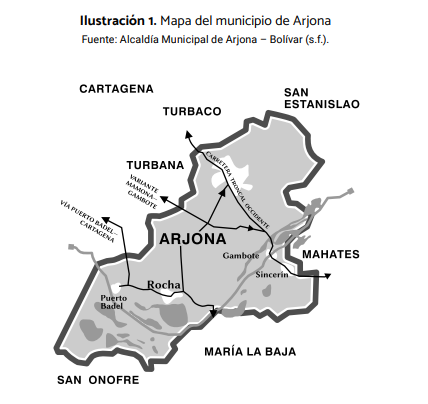 Ilustración 1. Mapa del municipio de Arjona
Fuente: Alcaldía Municipal de Arjona – Bolívar (s.f.).
CARTAGENA
SAN
ESTANISLAO
TURBACO
CARRETERA TRONCAL OCCIDENTE
TURBANA
VARIANTE
MAMONAL–
GAMBOTE
VÍA PUERTO BADEL–
CARTAGENA
ARJONA
Gambote
MAHATES
Sincerin
Rocha
Puerto
Badel
MARÍA LA BAJA
SAN ONOFRE